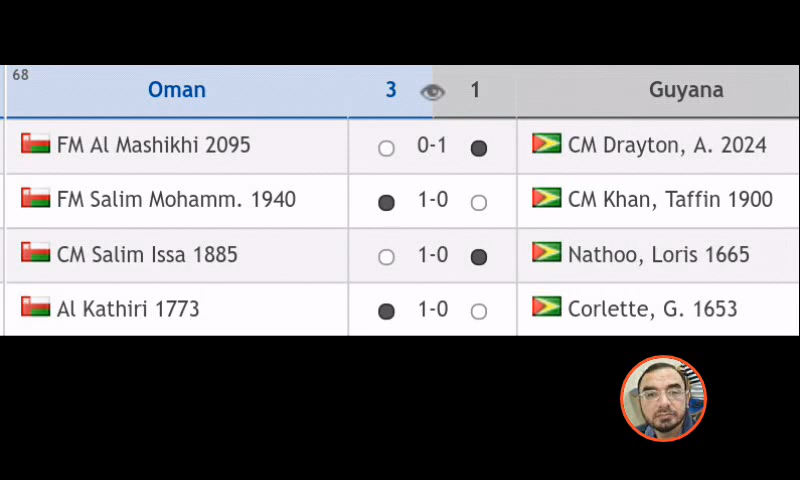 68
Oman 3 1 Guyana
FM Al Mashikhi 2095 0-1 CM Drayton, A. 2024
FM Salim Mohamm. 1940 1-0 CM Khan, Taffin 1900
CM Salim Issa 1885 1-0 Nathoo, Loris 1665
Al Kathiri 1773 1-0 Corlette, G. 1653